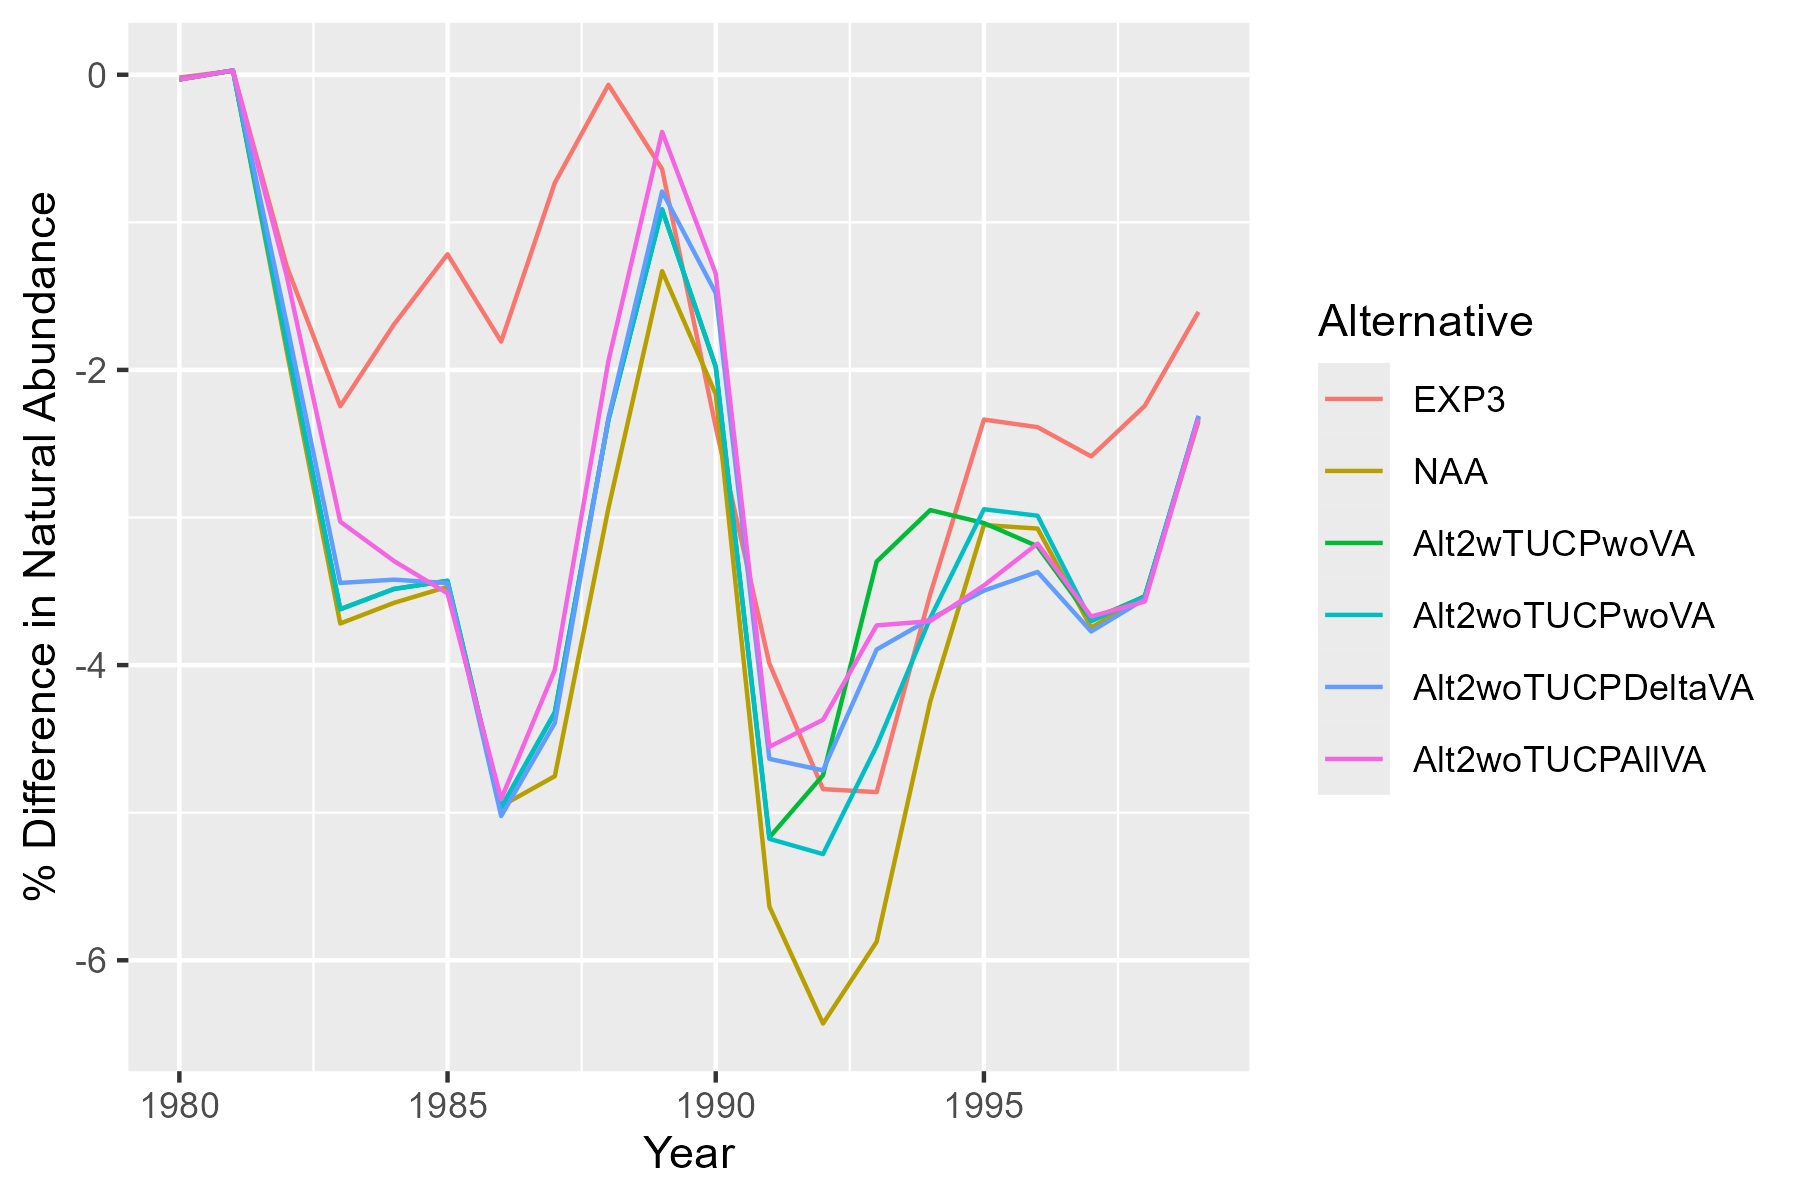 % Difference in Natural Abundance
0
-2
-4
-6
1980 1985 1990 1995
Year
Alternative
EXP3
NAA
Alt2wTUCPwoVA
Alt2woTUCPwoVA
Alt2woTUCPDeltaVA
Alt2woTUCPAllVA